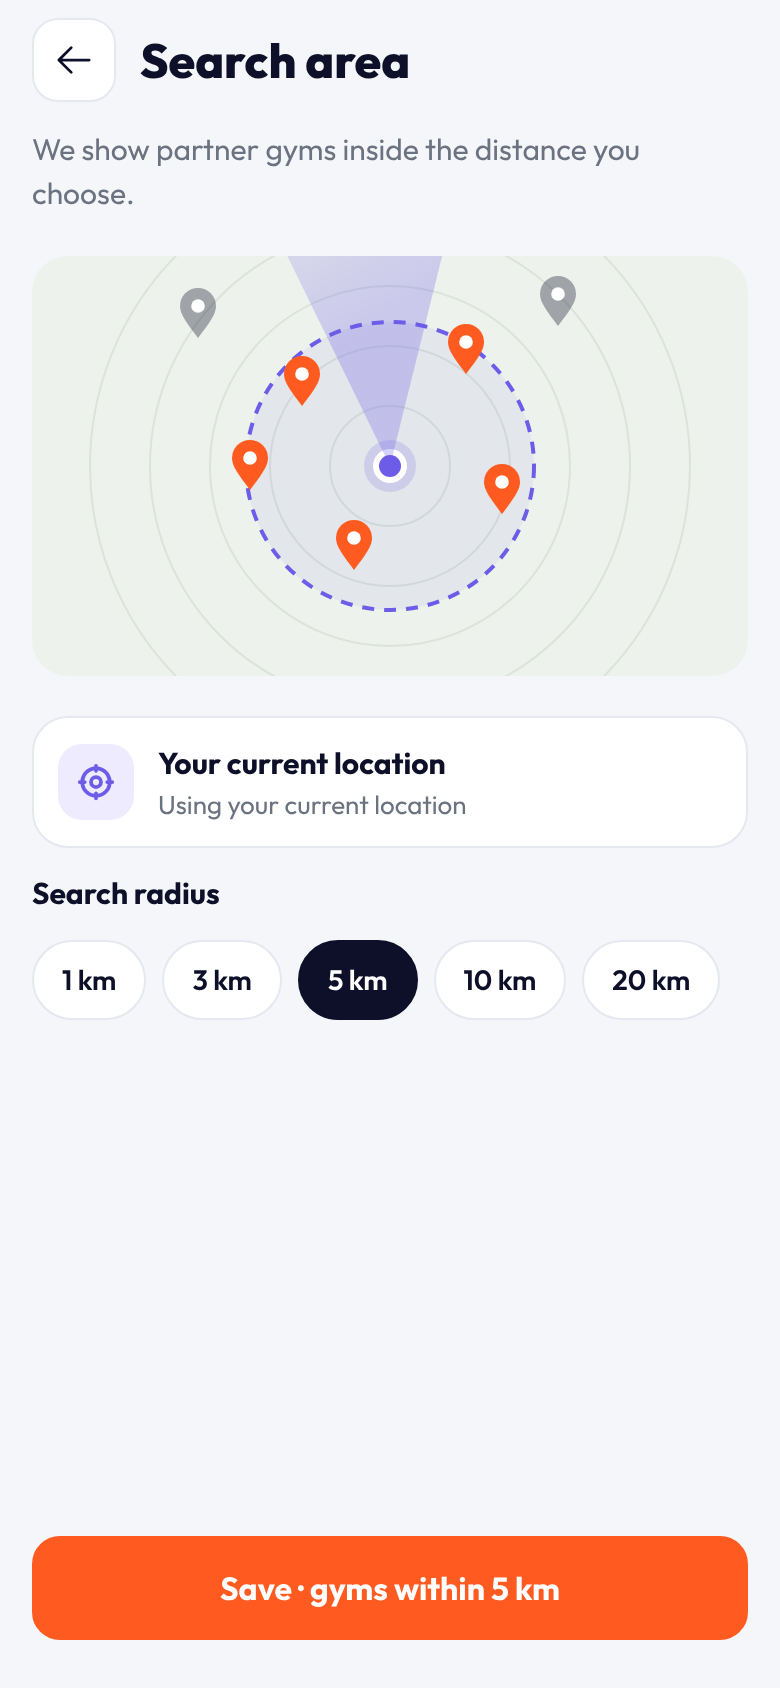 Search area
We show partner gyms inside the distance you
choose.
Your current location
Using your current location
Search radius
1 km
3 km
5 km
10 km
20 km
Save · gyms within 5 km